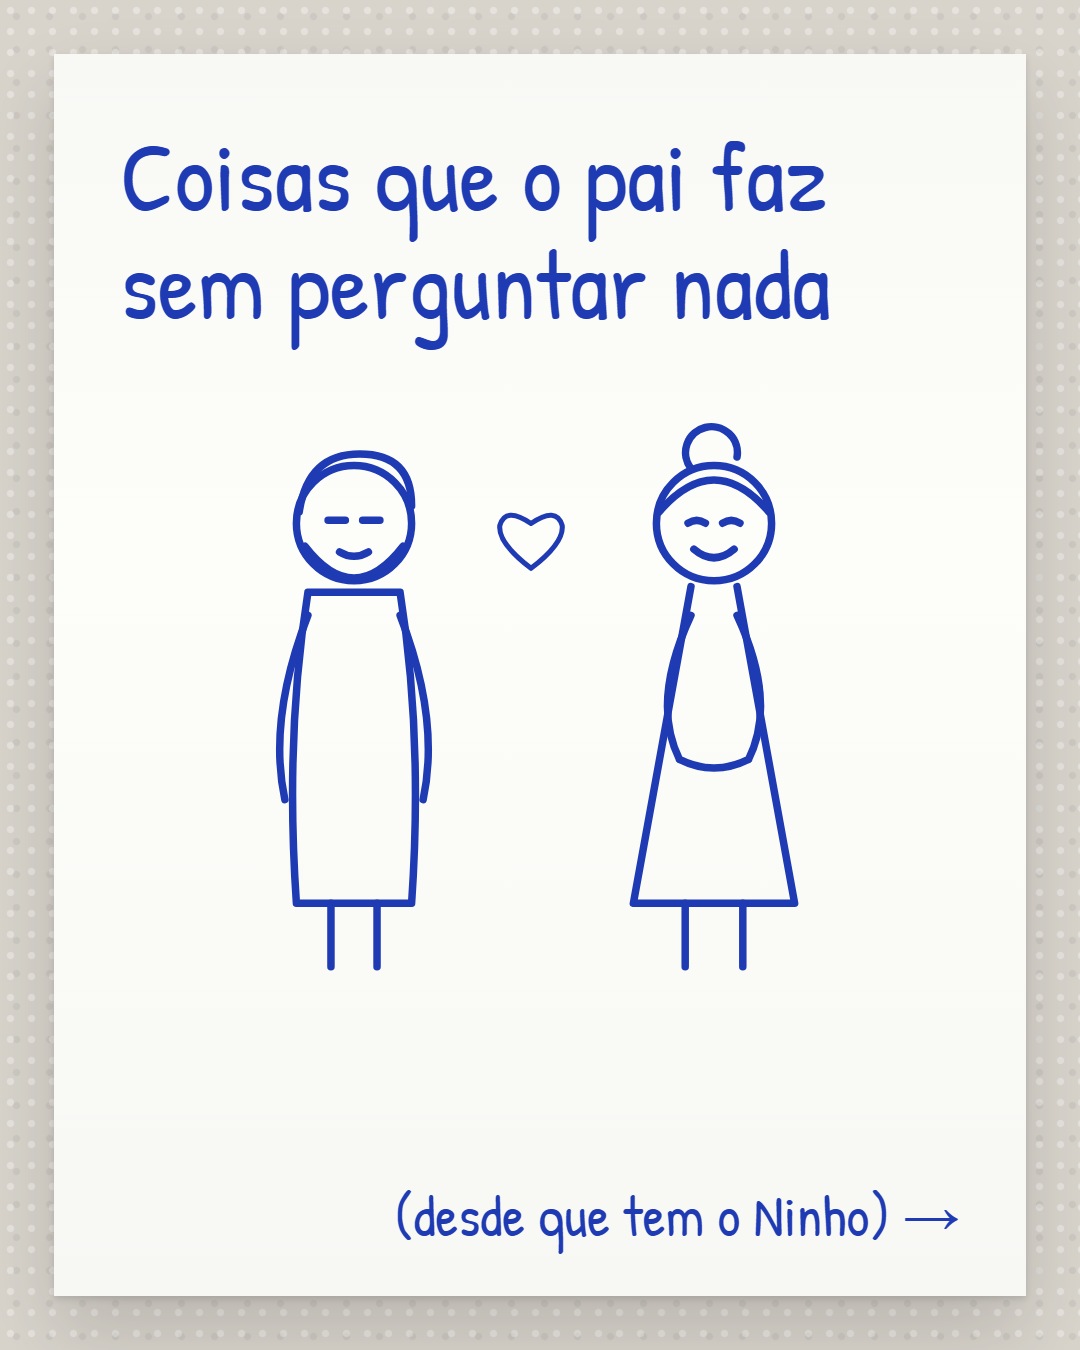 Coisas que o pai faz
sem perguntar nada
(desde que tem o Ninho) →